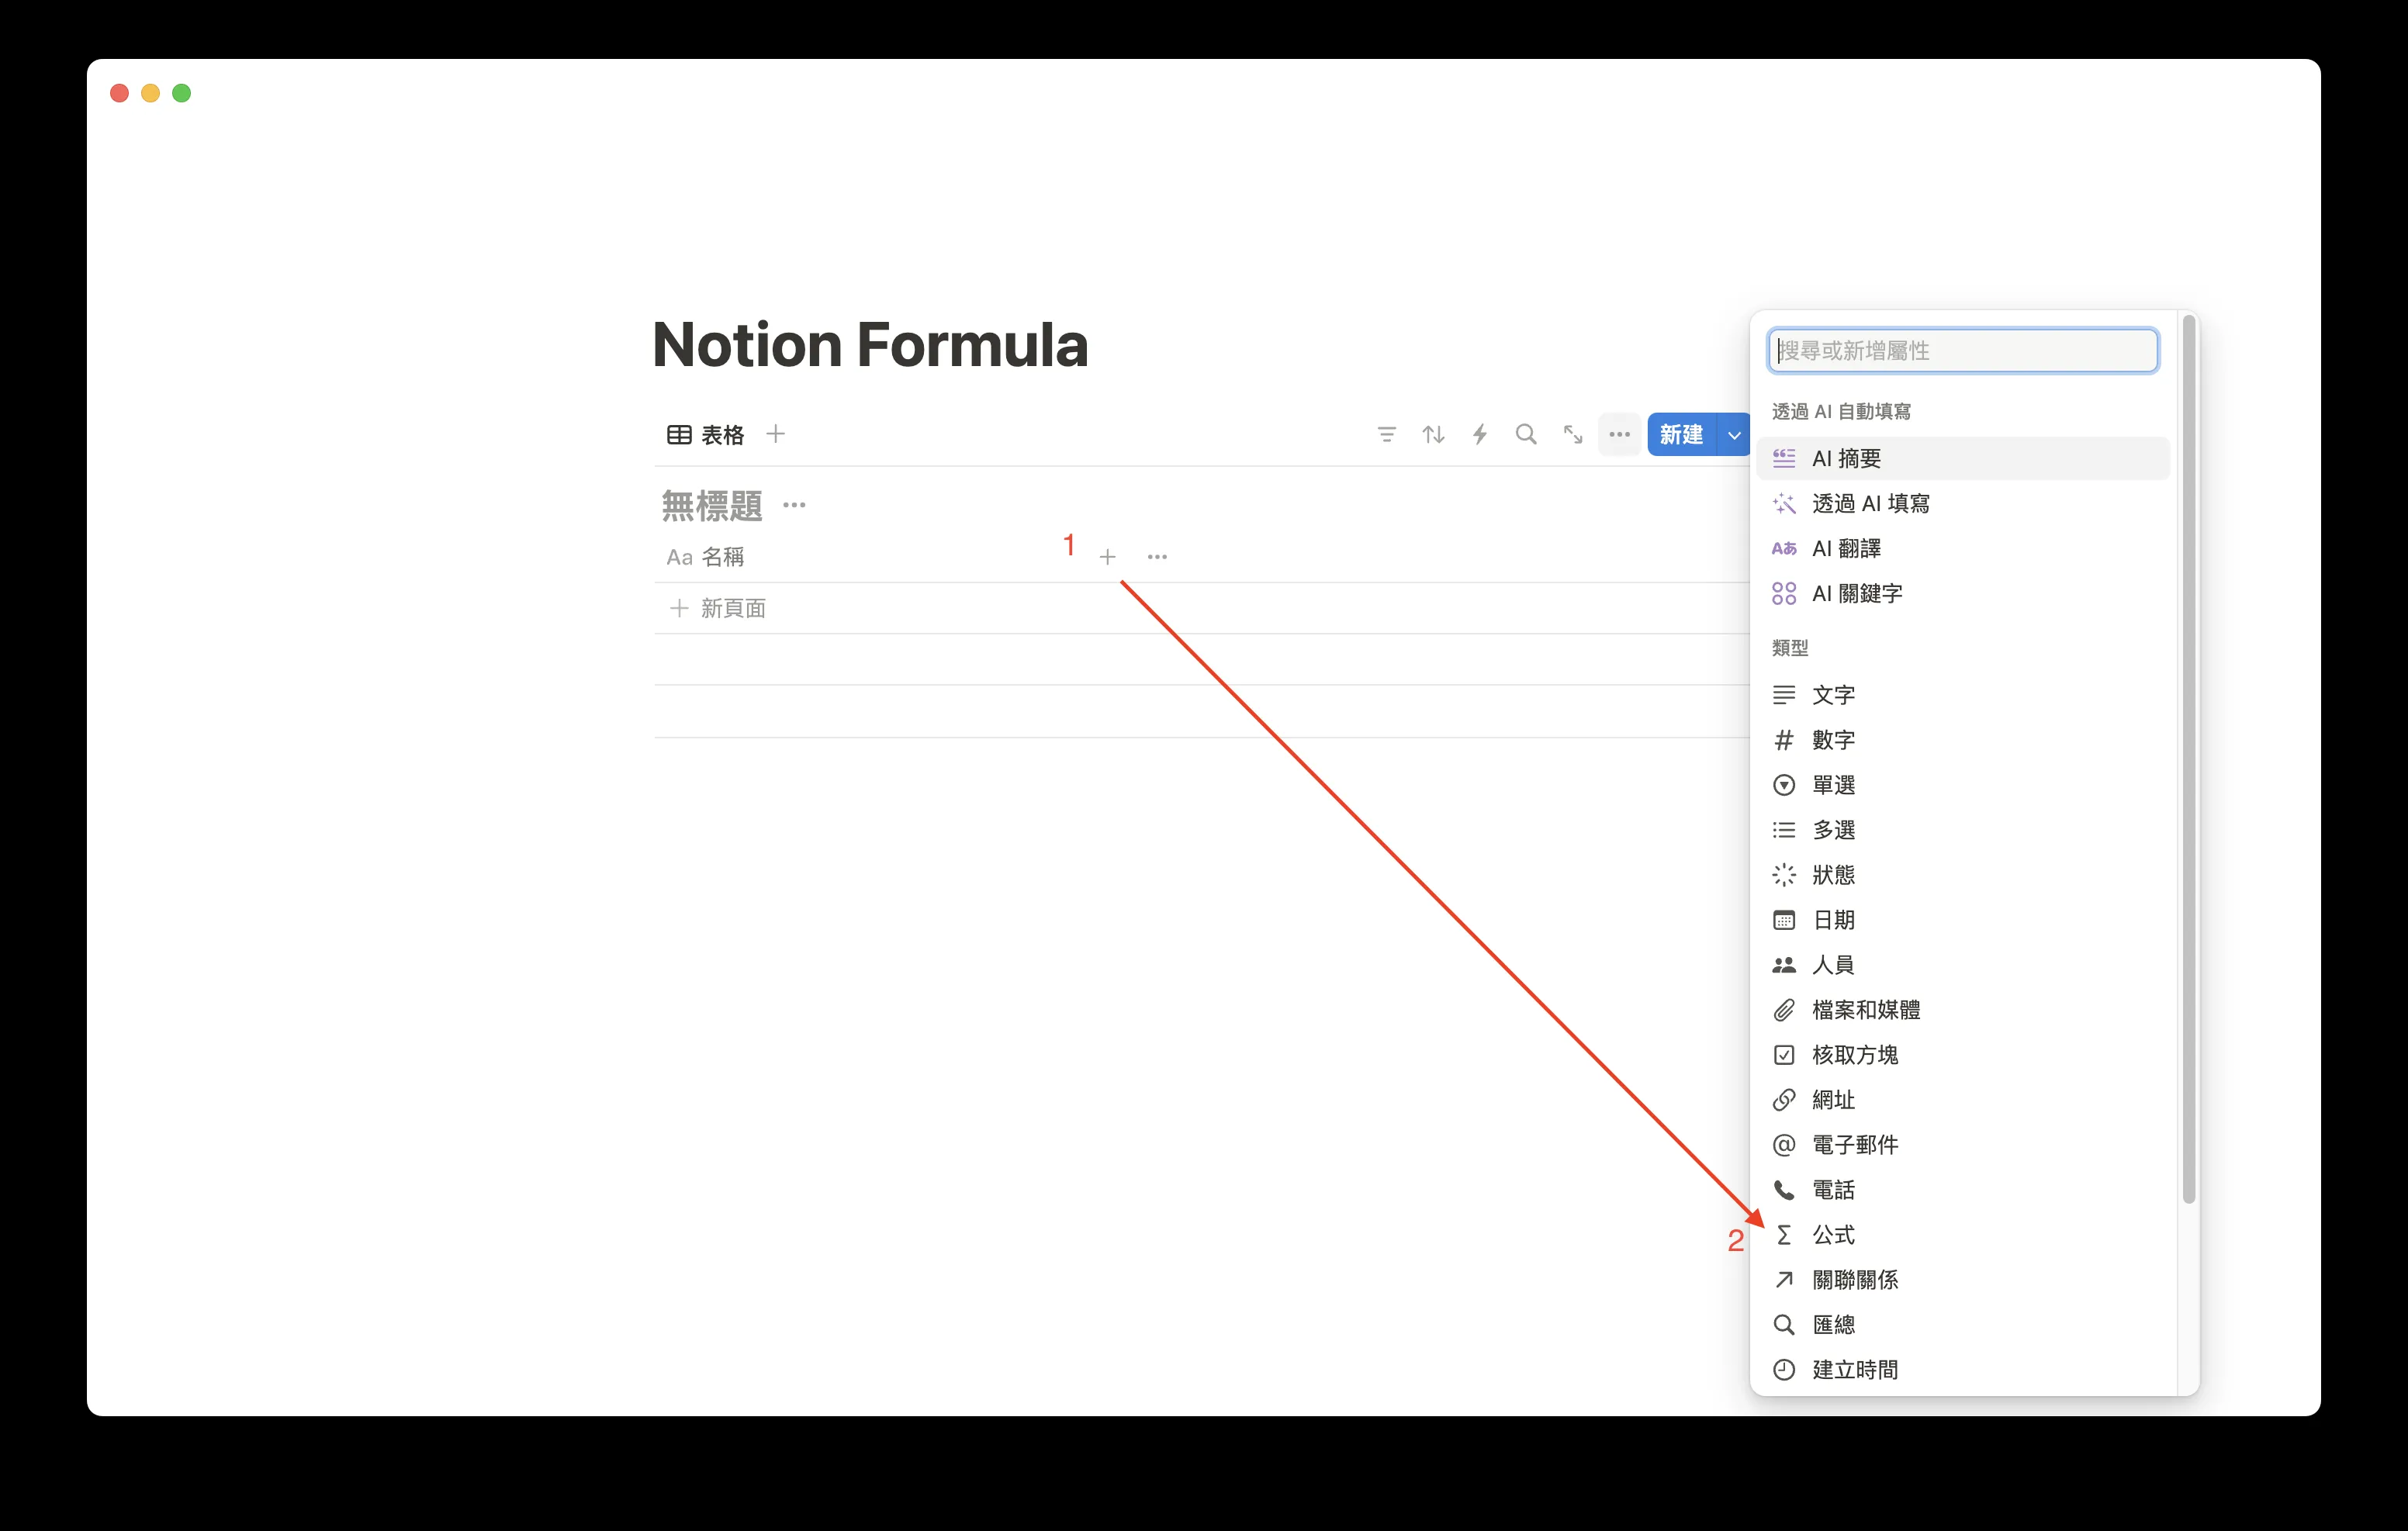 Notion Formula
表格
新建
無標題
Aa 名稱
1
新頁面
搜尋或新增屬性
透過 AI 自動填寫
AI 摘要
透過 AI 填寫
Aあ AI 翻譯
AI 關鍵字
類型
文字
# 數字
單選
多選
狀態
日期
人員
檔案和媒體
核取方塊
網址
@ 電子郵件
電話
2
Σ 公式
關聯關係
匯總
建立時間